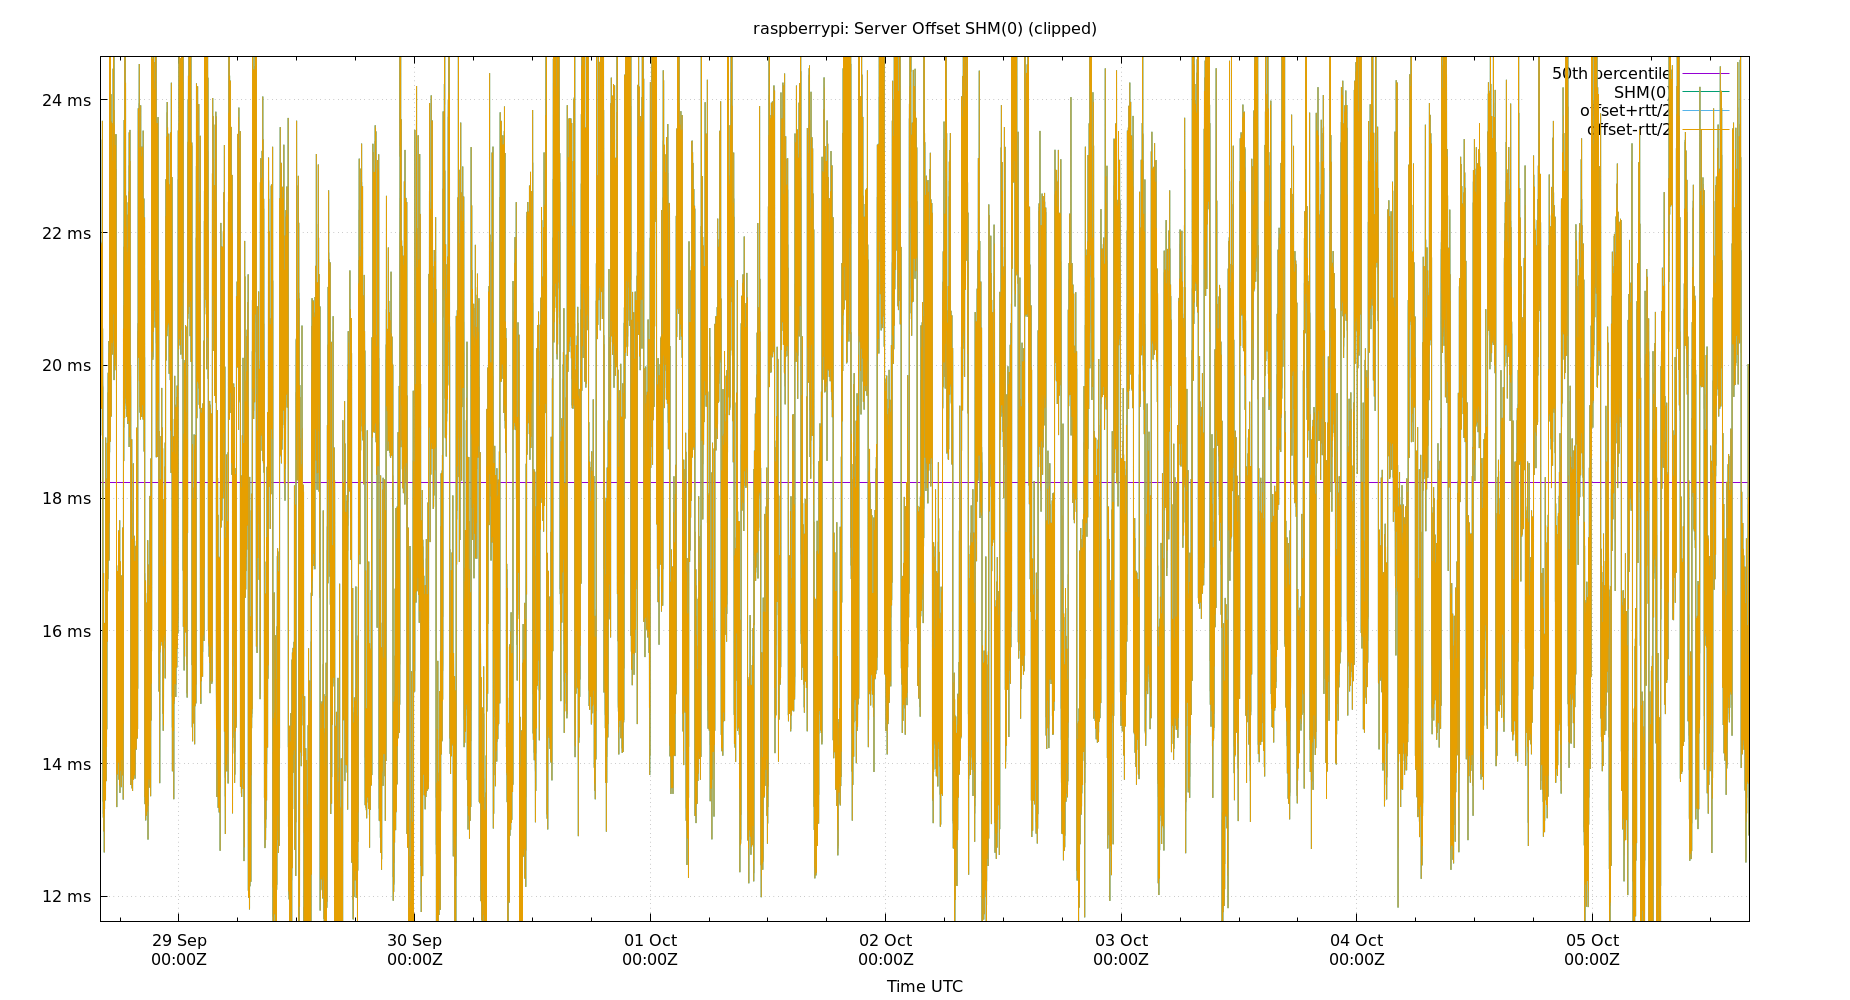 raspberrypi: Server Offset SHM(0) (clipped)
50th percentile
SHM(0)
offset+rtt/2
offset-rtt/2
24 ms
22 ms
20 ms
18 ms
16 ms
14 ms
12 ms
29 Sep 30 Sep 01 Oct 02 Oct 03 Oct 04 Oct 05 Oct
00:00Z 00:00Z 00:00Z 00:00Z 00:00Z 00:00Z 00:00Z
Time UTC